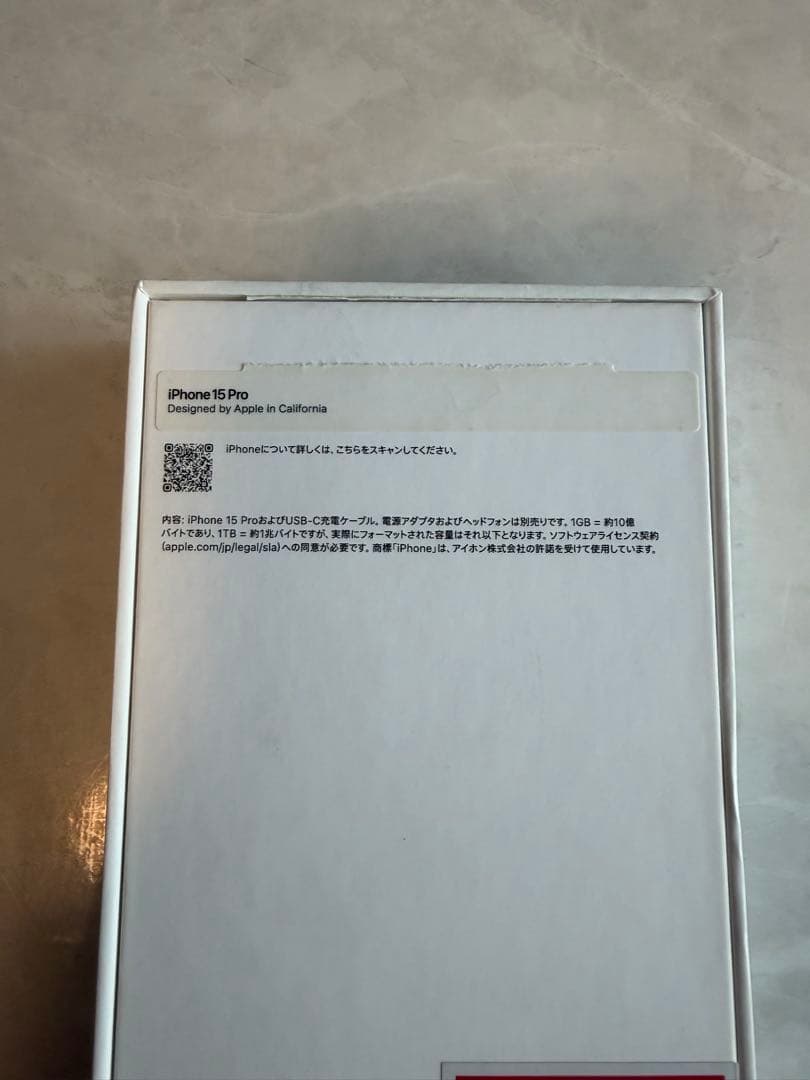 iPhone 15 Pro
Designed by Apple in California
iPhoneについて詳しくは、こちらをスキャンしてください。
内容: iPhone 15 ProおよびUSB-C充電ケーブル。電源アダプタおよびヘッドフォンは別売りです。1GB = 約10億
バイトであり、1TB = 約1兆バイトですが、実際にフォーマットされた容量はそれ以下となります。ソフトウェアライセンス契約
(apple.com/jp/legal/sla)への同意が必要です。商標「iPhone」は、アイホン株式会社の許諾を受けて使用しています。